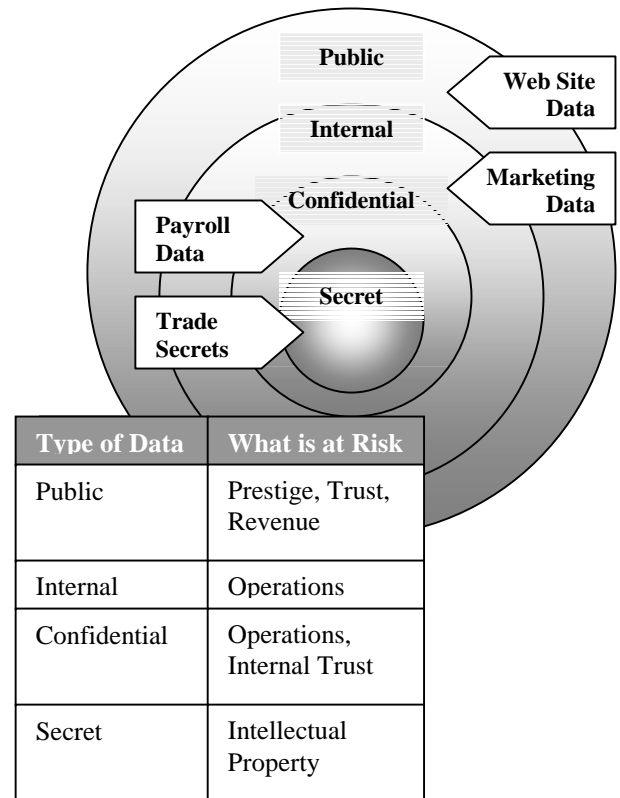 Public
Web Site
Data
Internal
Marketing
Data
Confidential
Payroll
Data
Secret
Trade
Secrets
Type of Data What is at Risk
Public Prestige, Trust,
Revenue
Internal Operations
Confidential Operations,
Internal Trust
Secret Intellectual
Property